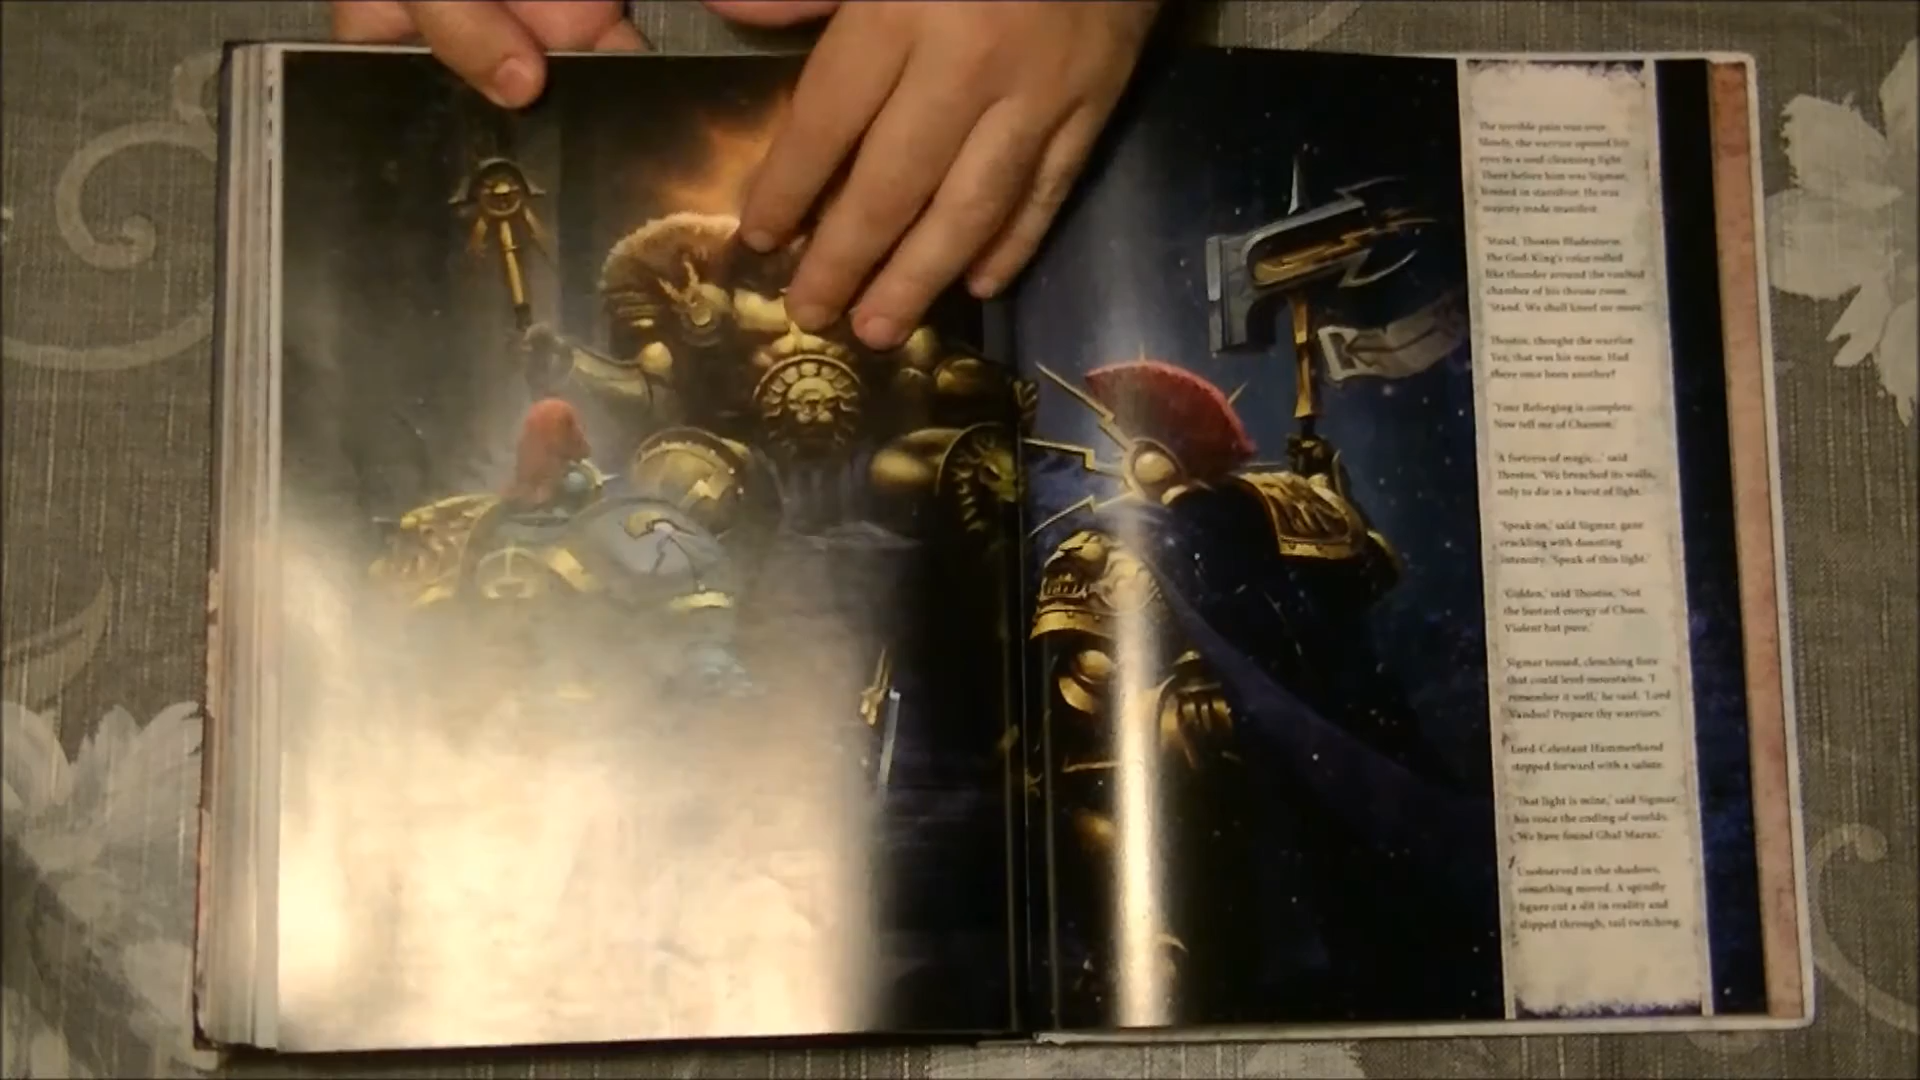 The terrible pain was over.
Slowly, the warrior opened his
eyes to a soul-cleansing light.
There before him was Sigmar,
limned in starshine. He was
majesty made manifest.
'Stand, Thostos Bladestorm.'
The God-King's voice rolled
like thunder around the vaulted
chamber of his throne room.
'Stand. We shall kneel no more.'
Thostos, thought the warrior.
Yes, that was his name. Had
there once been another?
'Your Reforging is complete.
Now tell me of Chamon.'
'A fortress of magic...' said
Thostos, 'We breached its walls,
only to die in a burst of light.'
'Speak on,' said Sigmar, gaze
crackling with daunting
intensity. 'Speak of this light.'
'Golden,' said Thostos, 'Not
the bastard energy of Chaos.
Violent but pure.'
Sigmar tensed, clenching fists
that could level mountains. 'I
remember it well,' he said. 'Lord
Vandus! Prepare thy warriors.'
Lord-Celestant Hammerhand
stepped forward with a salute.
'That light is mine,' said Sigmar,
his voice the ending of worlds.
'We have found Ghal Maraz.'
Unobserved in the shadows,
something moved. A spindly
figure cut a slit in reality and
slipped through, tail twitching.